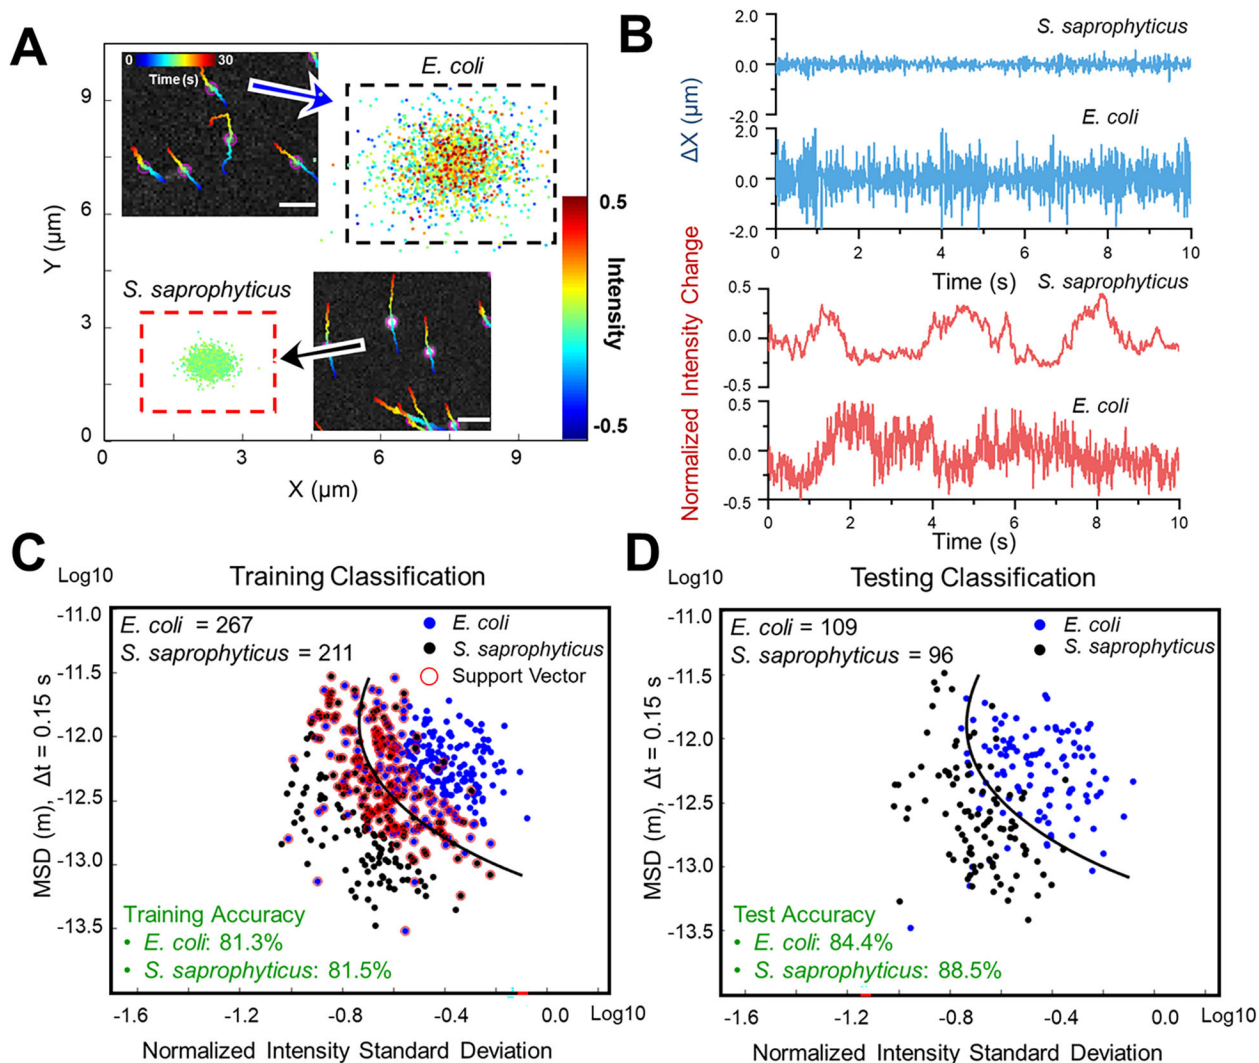 A
0 30
Time (s)
E. coli
9
6
3
0
Y (μm)
S. saprophyticus
0.5
Intensity
-0.5
0 3 6 9
X (μm)
B
2.0
S. saprophyticus
0.0
-2.0
2.0
E. coli
0.0
-2.0
ΔX (μm)
0 2 4 6 8 10
Time (s)
S. saprophyticus
0.5
0.0
-0.5
0.5
E. coli
0.0
-0.5
Normalized Intensity Change
0 2 4 6 8 10
Time (s)
C
Log10
Training Classification
-11.0
-11.5
-12.0
-12.5
-13.0
-13.5
MSD (m), Δt = 0.15 s
E. coli = 267
S. saprophyticus = 211
E. coli
S. saprophyticus
Support Vector
Training Accuracy
• E. coli: 81.3%
• S. saprophyticus: 81.5%
-1.6 -1.2 -0.8 -0.4 0.0 Log10
Normalized Intensity Standard Deviation
D
Log10
Testing Classification
-11.0
-11.5
-12.0
-12.5
-13.0
-13.5
MSD (m), Δt = 0.15 s
E. coli = 109
S. saprophyticus = 96
E. coli
S. saprophyticus
Test Accuracy
• E. coli: 84.4%
• S. saprophyticus: 88.5%
-1.6 -1.2 -0.8 -0.4 0.0 Log10
Normalized Intensity Standard Deviation